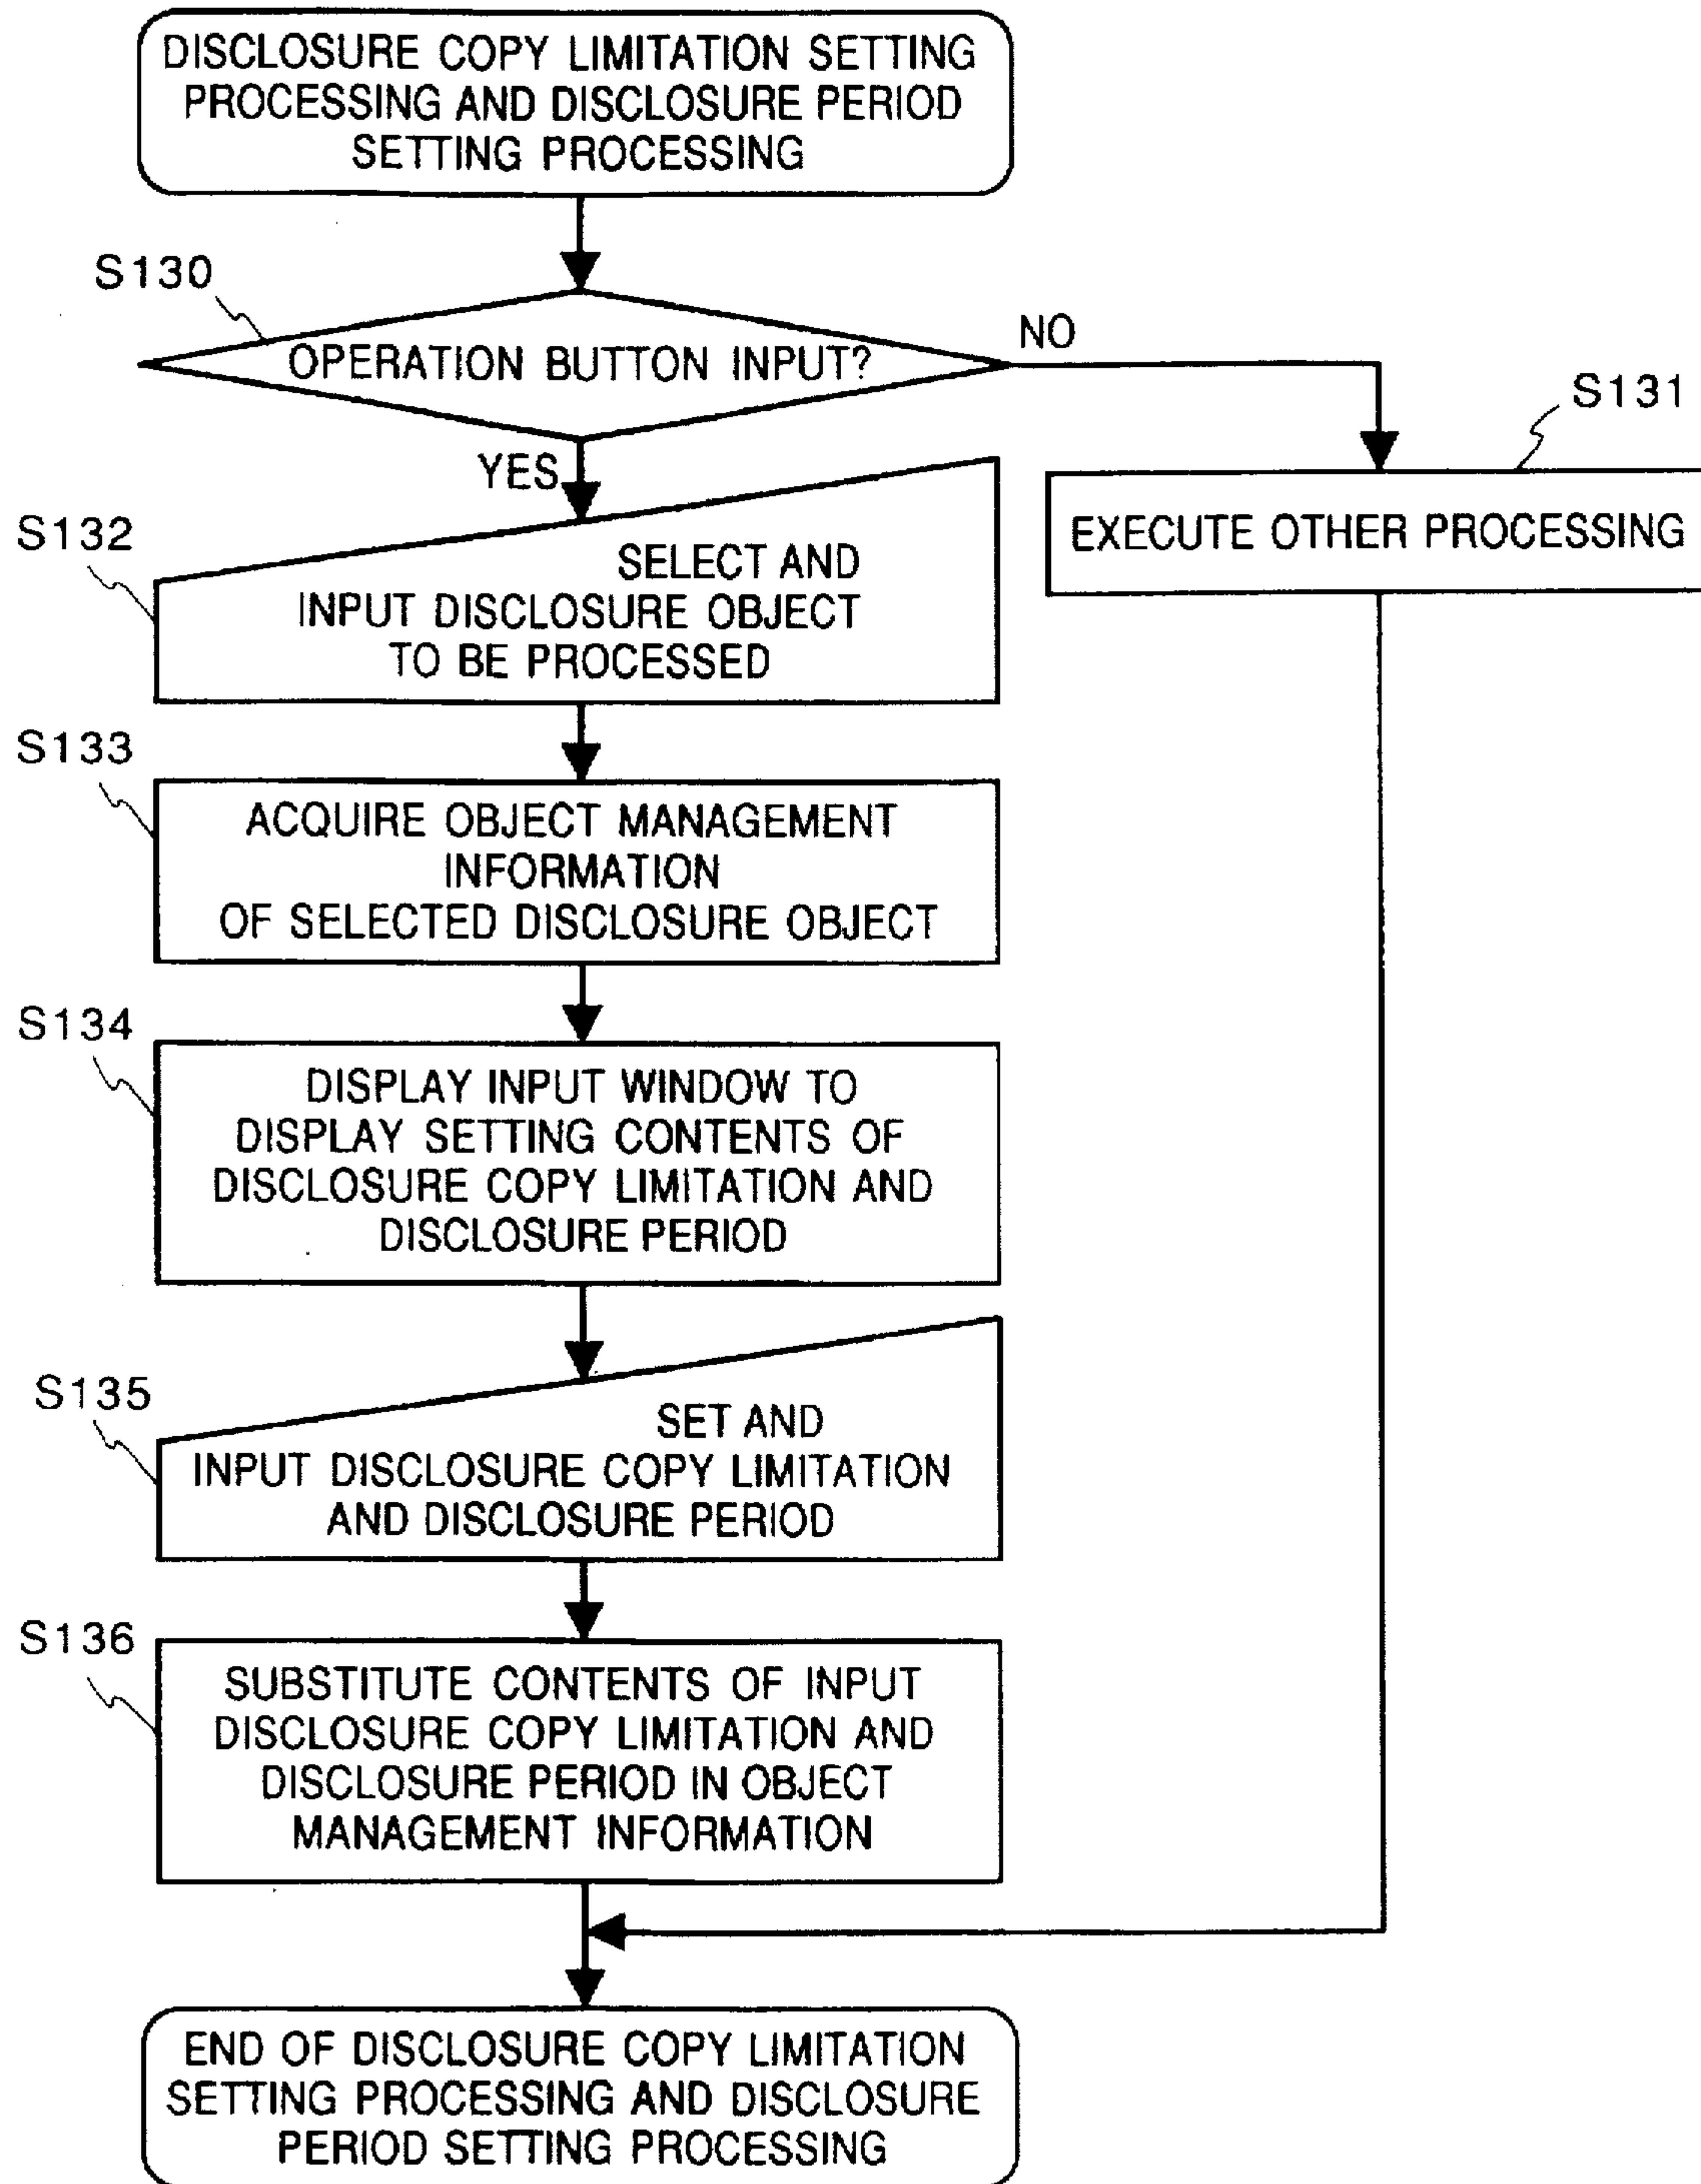 DISCLOSURE COPY LIMITATION SETTING
PROCESSING AND DISCLOSURE PERIOD
SETTING PROCESSING
S130
OPERATION BUTTON INPUT?
NO
YES
S131
EXECUTE OTHER PROCESSING
S132
SELECT AND
INPUT DISCLOSURE OBJECT
TO BE PROCESSED
S133
ACQUIRE OBJECT MANAGEMENT
INFORMATION
OF SELECTED DISCLOSURE OBJECT
S134
DISPLAY INPUT WINDOW TO
DISPLAY SETTING CONTENTS OF
DISCLOSURE COPY LIMITATION AND
DISCLOSURE PERIOD
S135
SET AND
INPUT DISCLOSURE COPY LIMITATION
AND DISCLOSURE PERIOD
S136
SUBSTITUTE CONTENTS OF INPUT
DISCLOSURE COPY LIMITATION AND
DISCLOSURE PERIOD IN OBJECT
MANAGEMENT INFORMATION
END OF DISCLOSURE COPY LIMITATION
SETTING PROCESSING AND DISCLOSURE
PERIOD SETTING PROCESSING